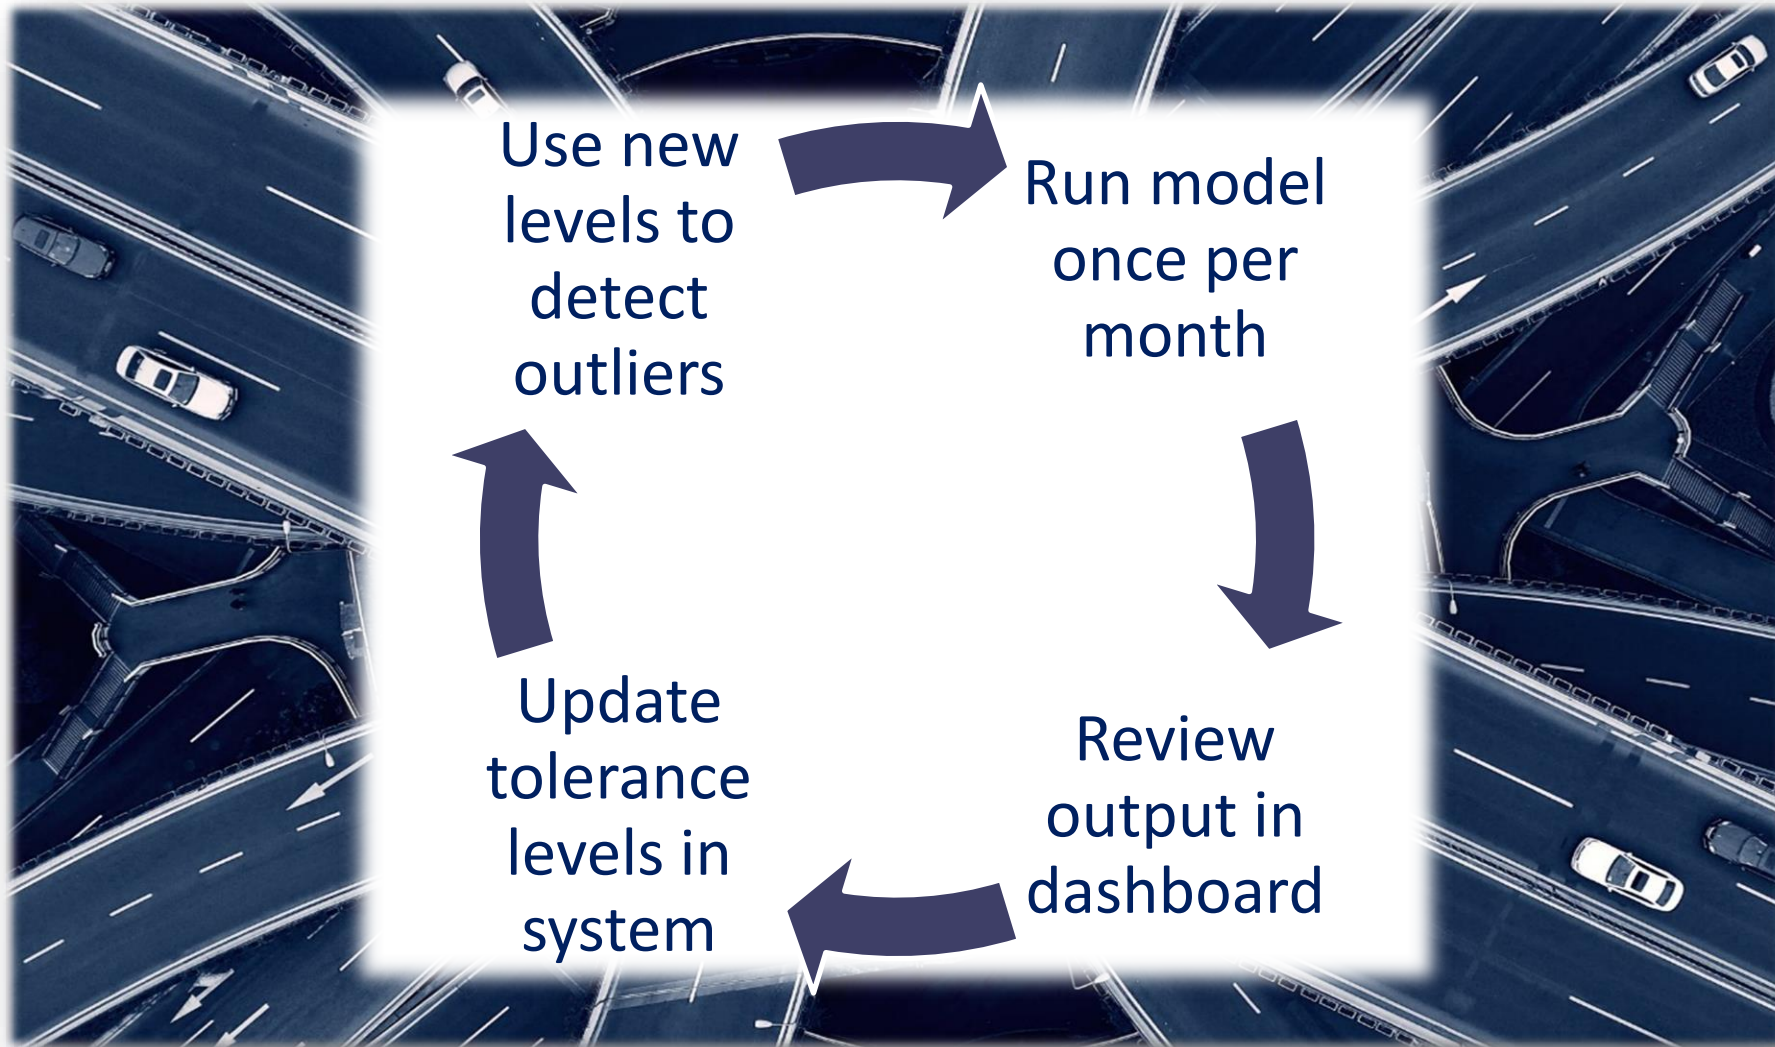 Use new
levels to
detect
outliers
Run model
once per
month
Review
output in
dashboard
Update
tolerance
levels in
system